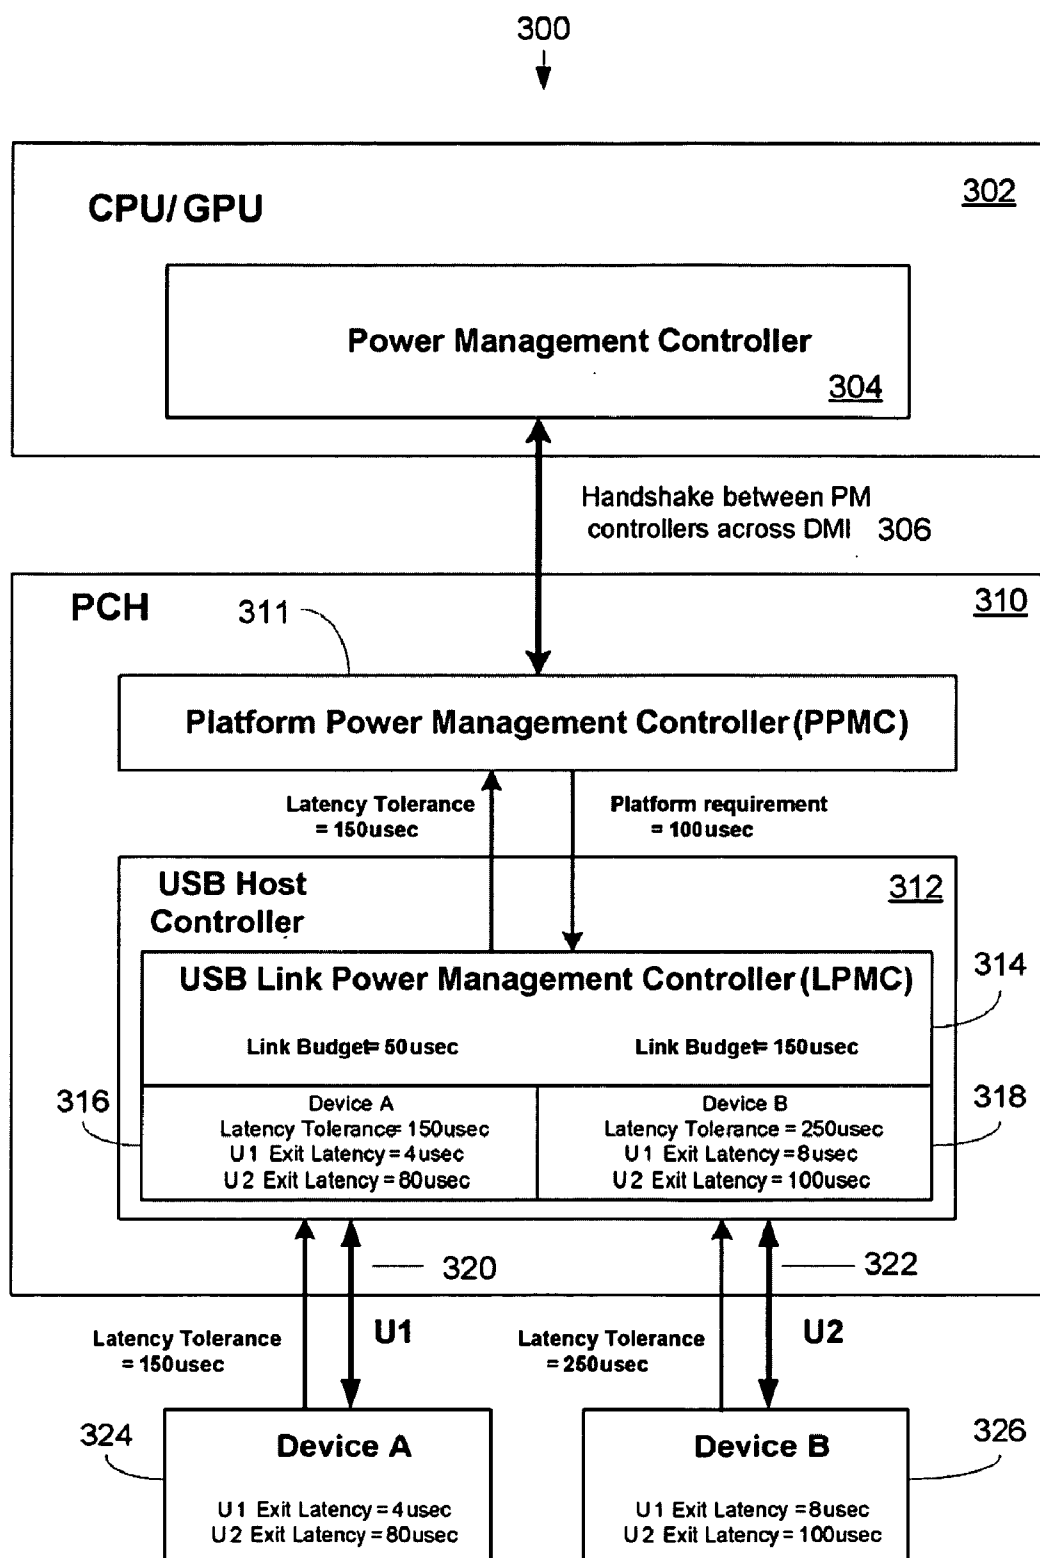 300
CPU/GPU
302
Power Management Controller
304
Handshake between PM
controllers across DMI 306
PCH
310
311
Platform Power Management Controller (PPMC)
Latency Tolerance
= 150usec
Platform requirement
= 100usec
USB Host
Controller
312
USB Link Power Management Controller (LPMC)
314
Link Budget= 50usec
Link Budget= 150usec
316
Device A
Latency Tolerance= 150usec
U1 Exit Latency = 4usec
U2 Exit Latency = 80usec
Device B
Latency Tolerance = 250usec
U1 Exit Latency = 8usec
U2 Exit Latency = 100usec
318
320
322
Latency Tolerance
= 150usec
U1
Latency Tolerance
= 250usec
U2
324
Device A
U1 Exit Latency = 4usec
U2 Exit Latency = 80usec
Device B
U1 Exit Latency = 8usec
U2 Exit Latency = 100usec
326